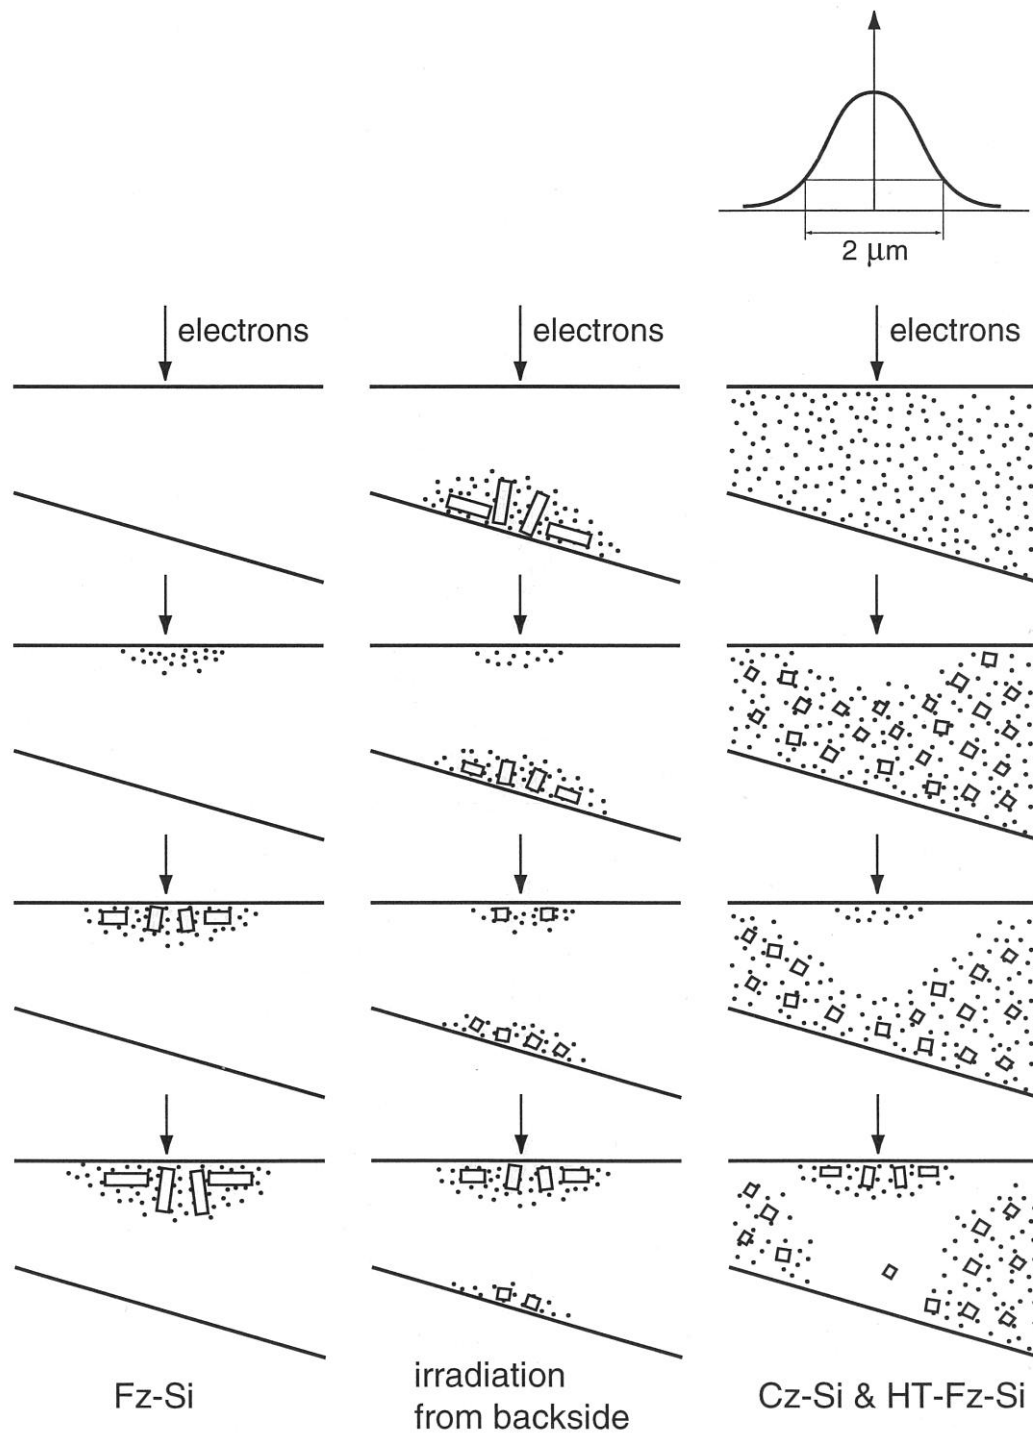 2 μm
electrons
electrons
electrons
Fz-Si
irradiation
from backside
Cz-Si & HT-Fz-Si